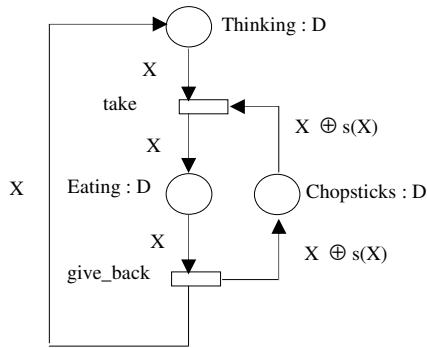 Thinking : D
X
take
X ⊕ s(X)
X
X
Eating : D
Chopsticks : D
X
X ⊕ s(X)
give_back